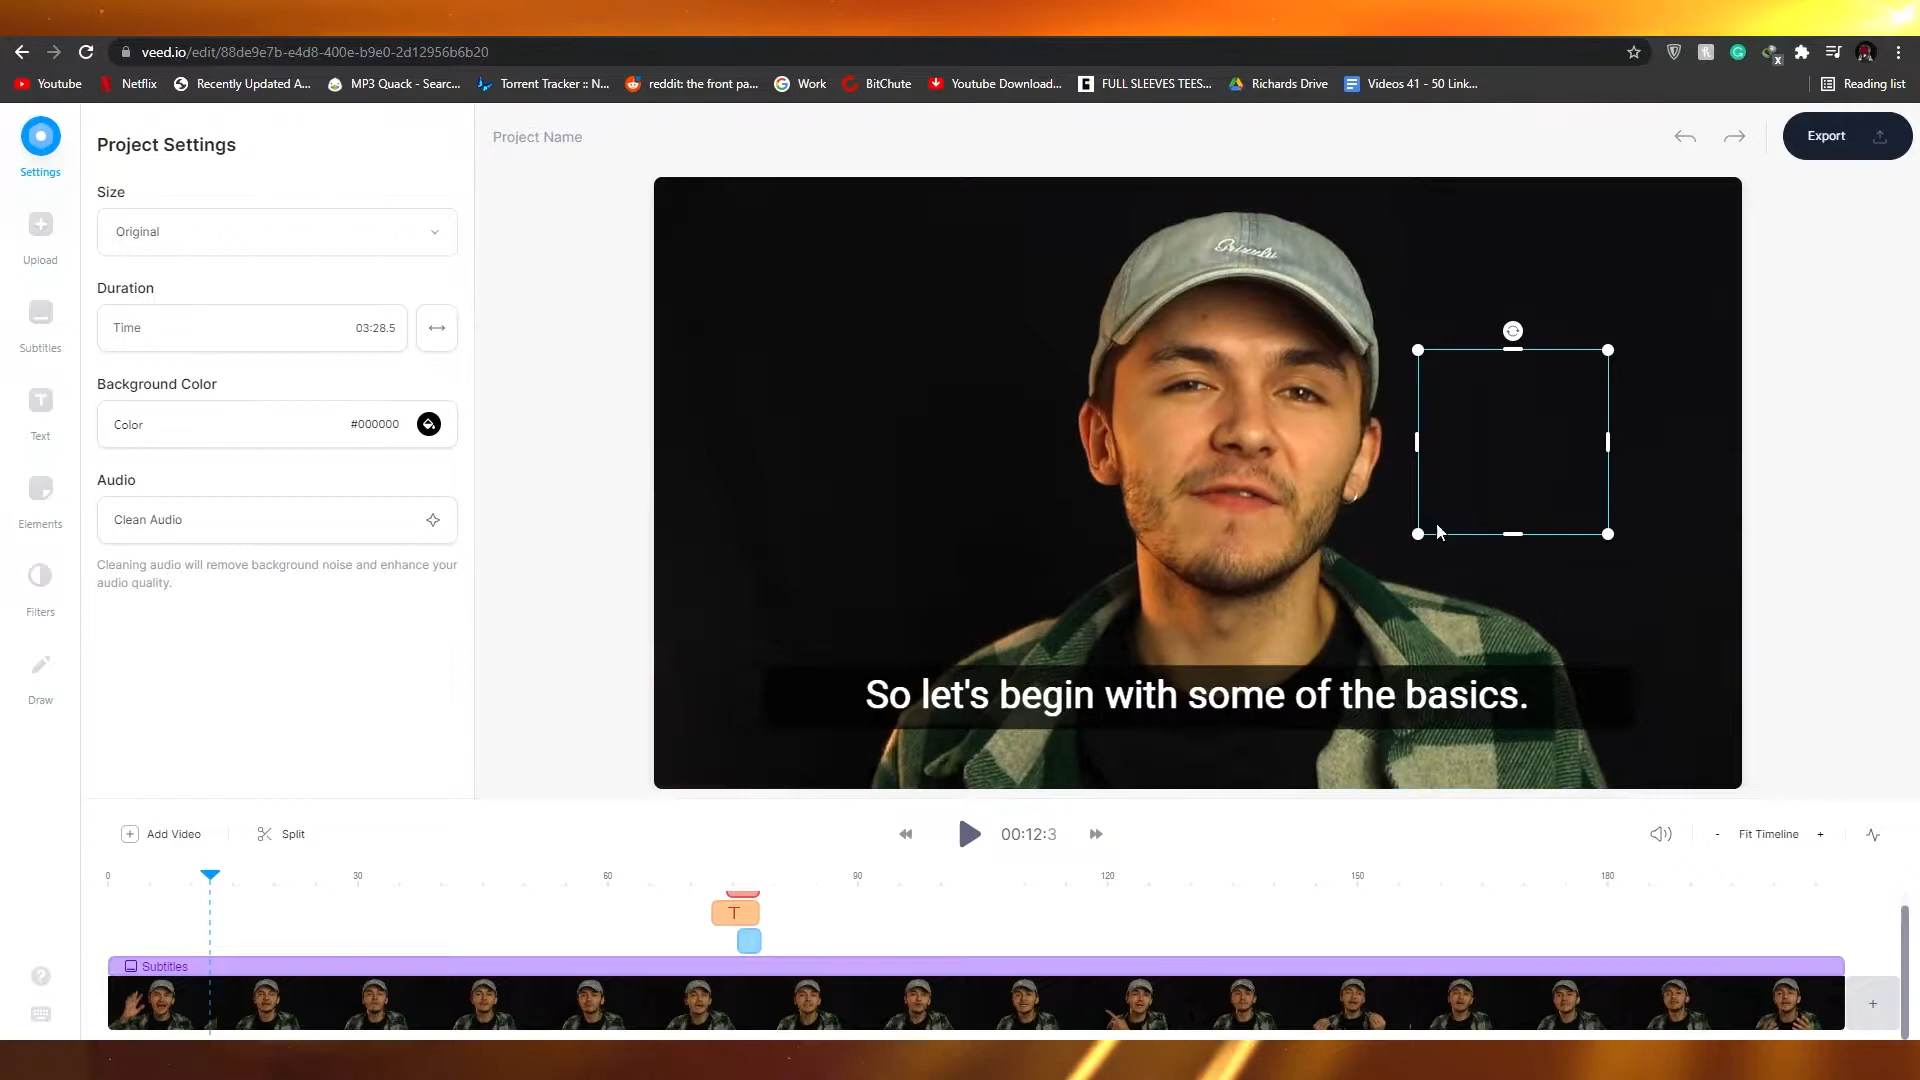 veed.io/edit/88de9e7b-e4d8-400e-b9e0-2d12956b6b20
Youtube
Netflix
Recently Updated A...
MP3 Quack - Searc...
Torrent Tracker :: N...
reddit: the front pa...
Work
BitChute
Youtube Download...
FULL SLEEVES TEES...
Richards Drive
Videos 41 - 50 Link...
Reading list
Settings
Upload
Subtitles
Text
Elements
Filters
Draw
Project Settings
Size
Original
Duration
Time 03:28.5
Background Color
Color #000000
Audio
Clean Audio
Cleaning audio will remove background noise and enhance your
audio quality.
Project Name
Export
Grizzly
So let's begin with some of the basics.
Add Video
Split
00:12:3
- Fit Timeline +
0 30 60 90 120 150 180
T
Subtitles
+